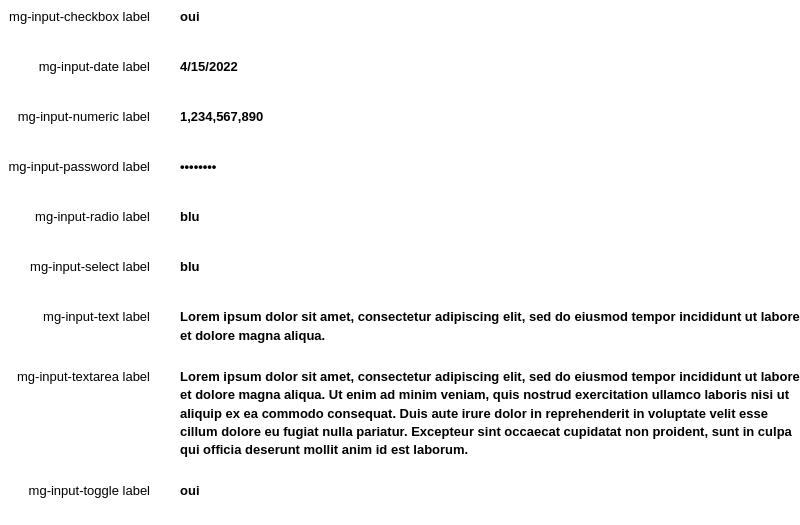 mg-input-checkbox label oui
mg-input-date label 4/15/2022
mg-input-numeric label 1,234,567,890
mg-input-password label ••••••••
mg-input-radio label blu
mg-input-select label blu
mg-input-text label Lorem ipsum dolor sit amet, consectetur adipiscing elit, sed do eiusmod tempor incididunt ut labore
et dolore magna aliqua.
mg-input-textarea label Lorem ipsum dolor sit amet, consectetur adipiscing elit, sed do eiusmod tempor incididunt ut labore
et dolore magna aliqua. Ut enim ad minim veniam, quis nostrud exercitation ullamco laboris nisi ut
aliquip ex ea commodo consequat. Duis aute irure dolor in reprehenderit in voluptate velit esse
cillum dolore eu fugiat nulla pariatur. Excepteur sint occaecat cupidatat non proident, sunt in culpa
qui officia deserunt mollit anim id est laborum.
mg-input-toggle label oui